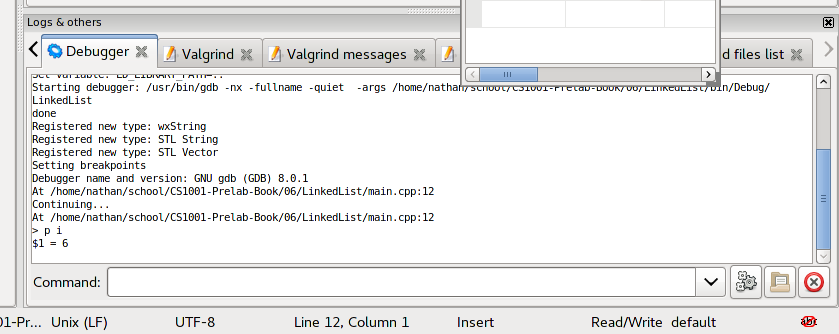 Logs & others
Debugger
Valgrind
Valgrind messages
d files list
Set variable: LD_LIBRARY_PATH=.:
Starting debugger: /usr/bin/gdb -nx -fullname -quiet  -args /home/nathan/school/CS1001-Prelab-Book/06/LinkedList/bin/Debug/
LinkedList
done
Registered new type: wxString
Registered new type: STL String
Registered new type: STL Vector
Setting breakpoints
Debugger name and version: GNU gdb (GDB) 8.0.1
At /home/nathan/school/CS1001-Prelab-Book/06/LinkedList/main.cpp:12
Continuing...
At /home/nathan/school/CS1001-Prelab-Book/06/LinkedList/main.cpp:12
> p i
$1 = 6
Command:
01-Pr... Unix (LF) UTF-8 Line 12, Column 1 Insert Read/Write default abc